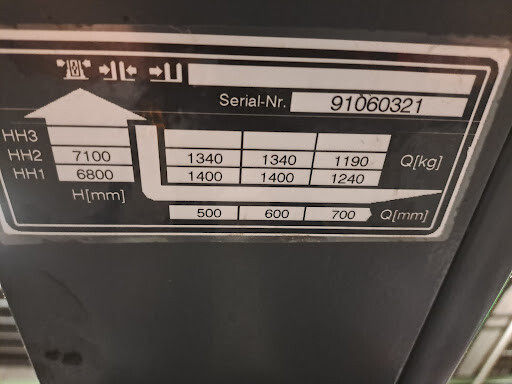 Serial-Nr. 91060321
HH3
HH2 7100 1340 1340 1190 Q[kg]
HH1 6800 1400 1400 1240
H[mm]
500 600 700 Q[mm]